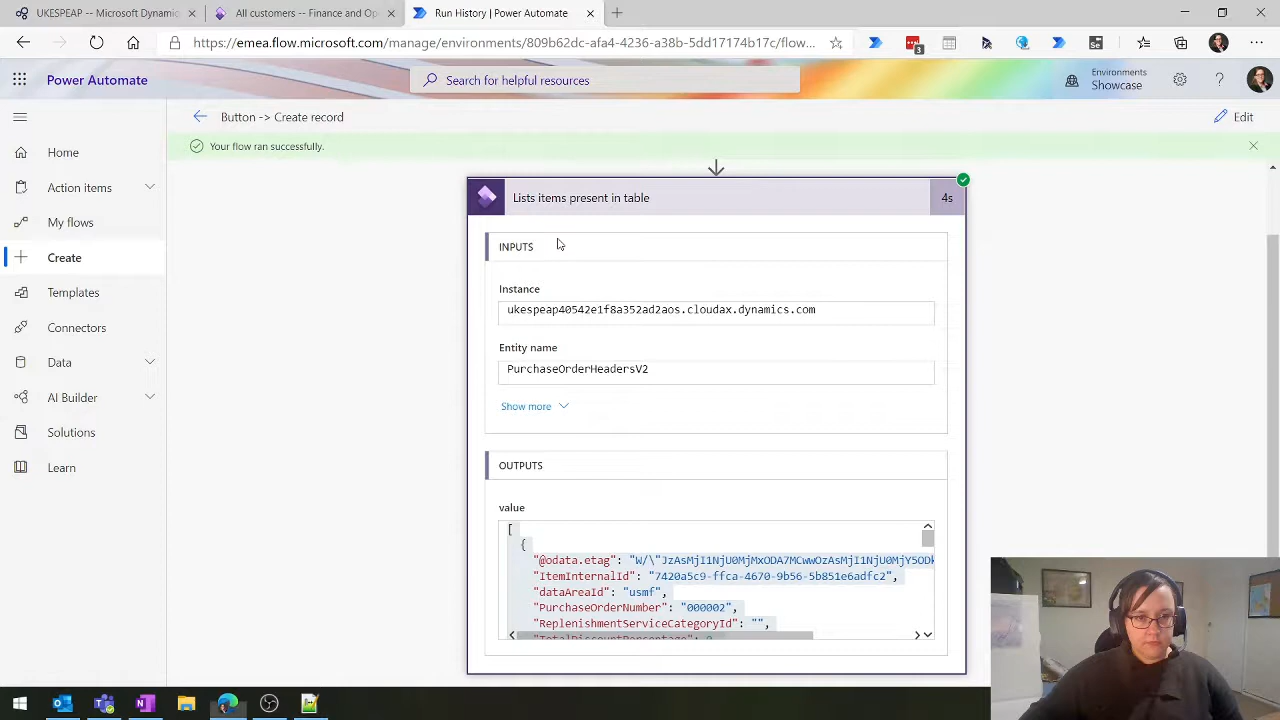 UKESPEAP -- Microsoft Dynamic
All customers -- Finance and Op
Run History | Power Automate
https://emea.flow.microsoft.com/manage/environments/809b62dc-afa4-4236-a38b-5dd17174b17c/flow...
3
Power Automate
Search for helpful resources
Environments
Showcase
Button -> Create record
Edit
Your flow ran successfully.
Home
Action items
My flows
Create
Templates
Connectors
Data
AI Builder
Solutions
Learn
Lists items present in table
4s
INPUTS
Instance
ukespeap40542e1f8a352ad2aos.cloudax.dynamics.com
Entity name
PurchaseOrderHeadersV2
Show more
OUTPUTS
value
[
{
"@odata.etag": "W/\"JzAsMjI1NjU0MjMxODA7MCwwOzAsMjI1NjU0MjY5ODk
"ItemInternalId": "7420a5c9-ffca-4670-9b56-5b851e6adfc2",
"dataAreaId": "usmf",
"PurchaseOrderNumber": "000002",
"ReplenishmentServiceCategoryId": "",
"TotalDiscountPercentage": 0